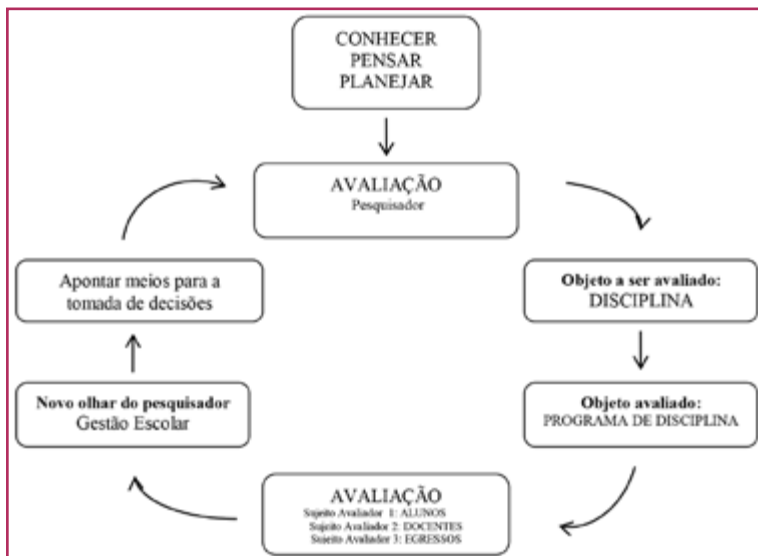 CONHECER
PENSAR
PLANEJAR
AVALIAÇÃO
Pesquisador
Objeto a ser avaliado:
DISCIPLINA
Objeto avaliado:
PROGRAMA DE DISCIPLINA
AVALIAÇÃO
Sujeito Avaliador 1: ALUNOS
Sujeito Avaliador 2: DOCENTES
Sujeito Avaliador 3: EGRESSOS
Novo olhar do pesquisador
Gestão Escolar
Apontar meios para a
tomada de decisões